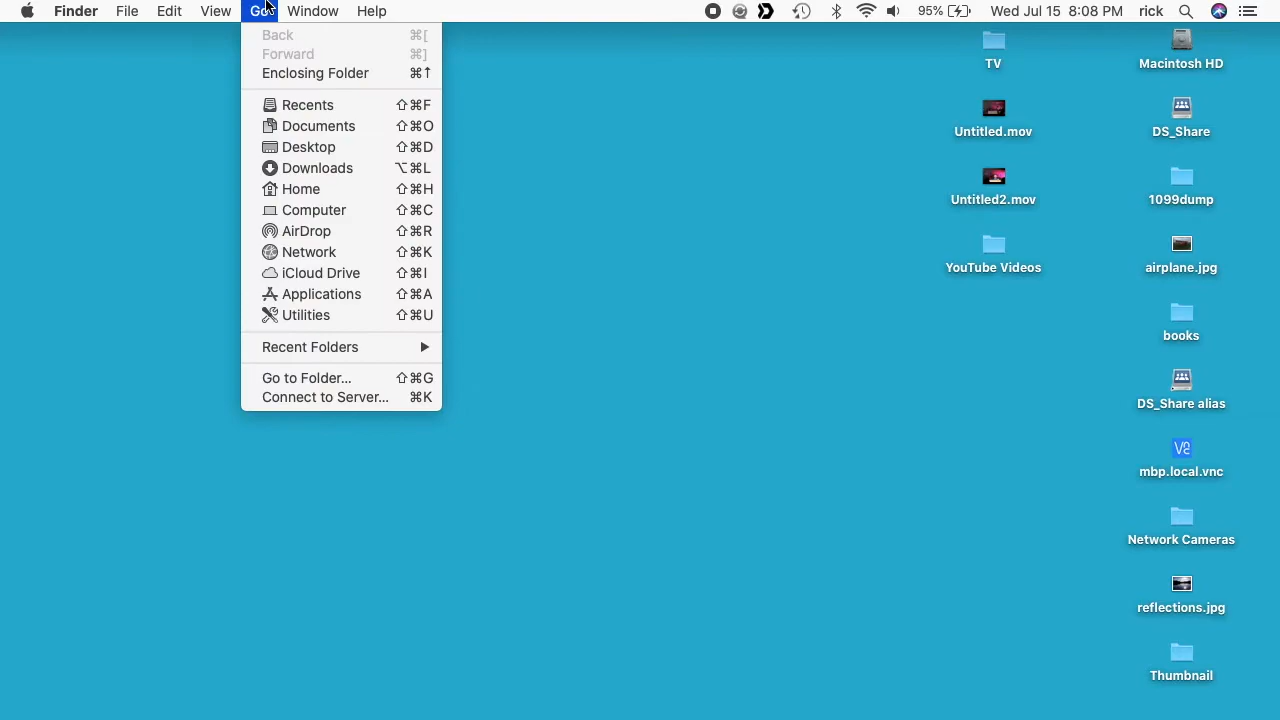 Finder File Edit View Go Window Help 95% Wed Jul 15 8:08 PM rick
Back ⌘[
Forward ⌘]
Enclosing Folder ⌘↑
Recents ⇧⌘F
Documents ⇧⌘O
Desktop ⇧⌘D
Downloads ⌥⌘L
Home ⇧⌘H
Computer ⇧⌘C
AirDrop ⇧⌘R
Network ⇧⌘K
iCloud Drive ⇧⌘I
Applications ⇧⌘A
Utilities ⇧⌘U
Recent Folders
Go to Folder... ⇧⌘G
Connect to Server... ⌘K
TV
Untitled.mov
Untitled2.mov
YouTube Videos
Macintosh HD
DS_Share
1099dump
airplane.jpg
books
DS_Share alias
VC
mbp.local.vnc
Network Cameras
reflections.jpg
Thumbnail